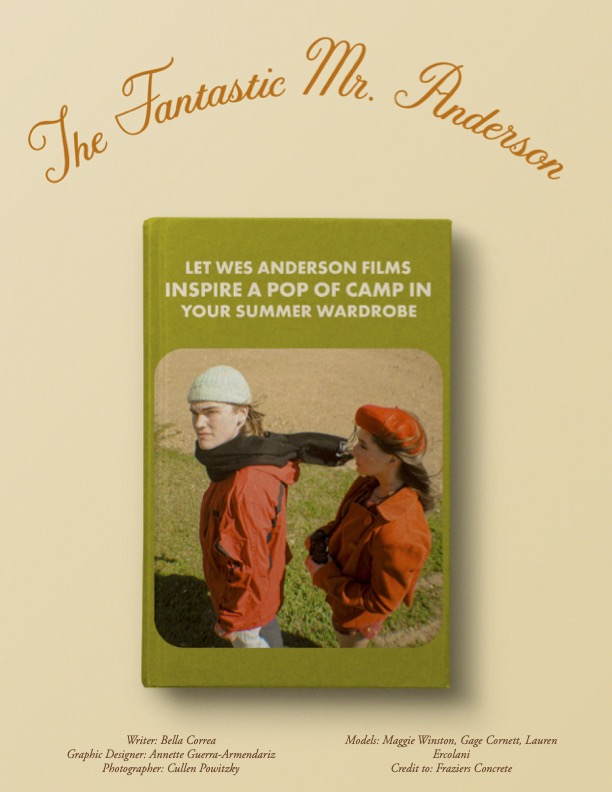 The Fantastic Mr. Anderson
LET WES ANDERSON FILMS
INSPIRE A POP OF CAMP IN
YOUR SUMMER WARDROBE
Writer: Bella Correa
Graphic Designer: Annette Guerra-Armendariz
Photographer: Cullen Powitzky
Models: Maggie Winston, Gage Cornett, Lauren
Ercolani
Credit to: Fraziers Concrete